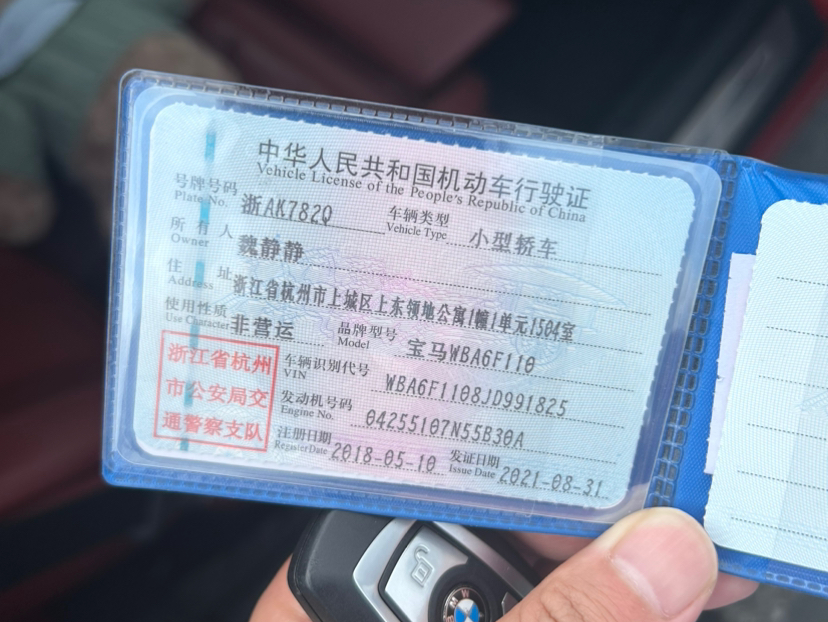 中华人民共和国机动车行驶证
Vehicle License of the People's Republic of China
号牌号码 浙AK782Q 车辆类型 小型轿车
Plate No. Vehicle Type
所有人 魏静静
Owner
住址 浙江省杭州市上城区上东领地公寓1幢1单元1504室
Address
使用性质 非营运 品牌型号 宝马WBA6F110
Use Character Model
浙江省杭州
市公安局交
通警察支队
车辆识别代号 WBA6F1108JD991825
VIN
发动机号码 04255107N55B30A
Engine No.
注册日期 2018-05-10 发证日期 2021-08-31
Register Date Issue Date